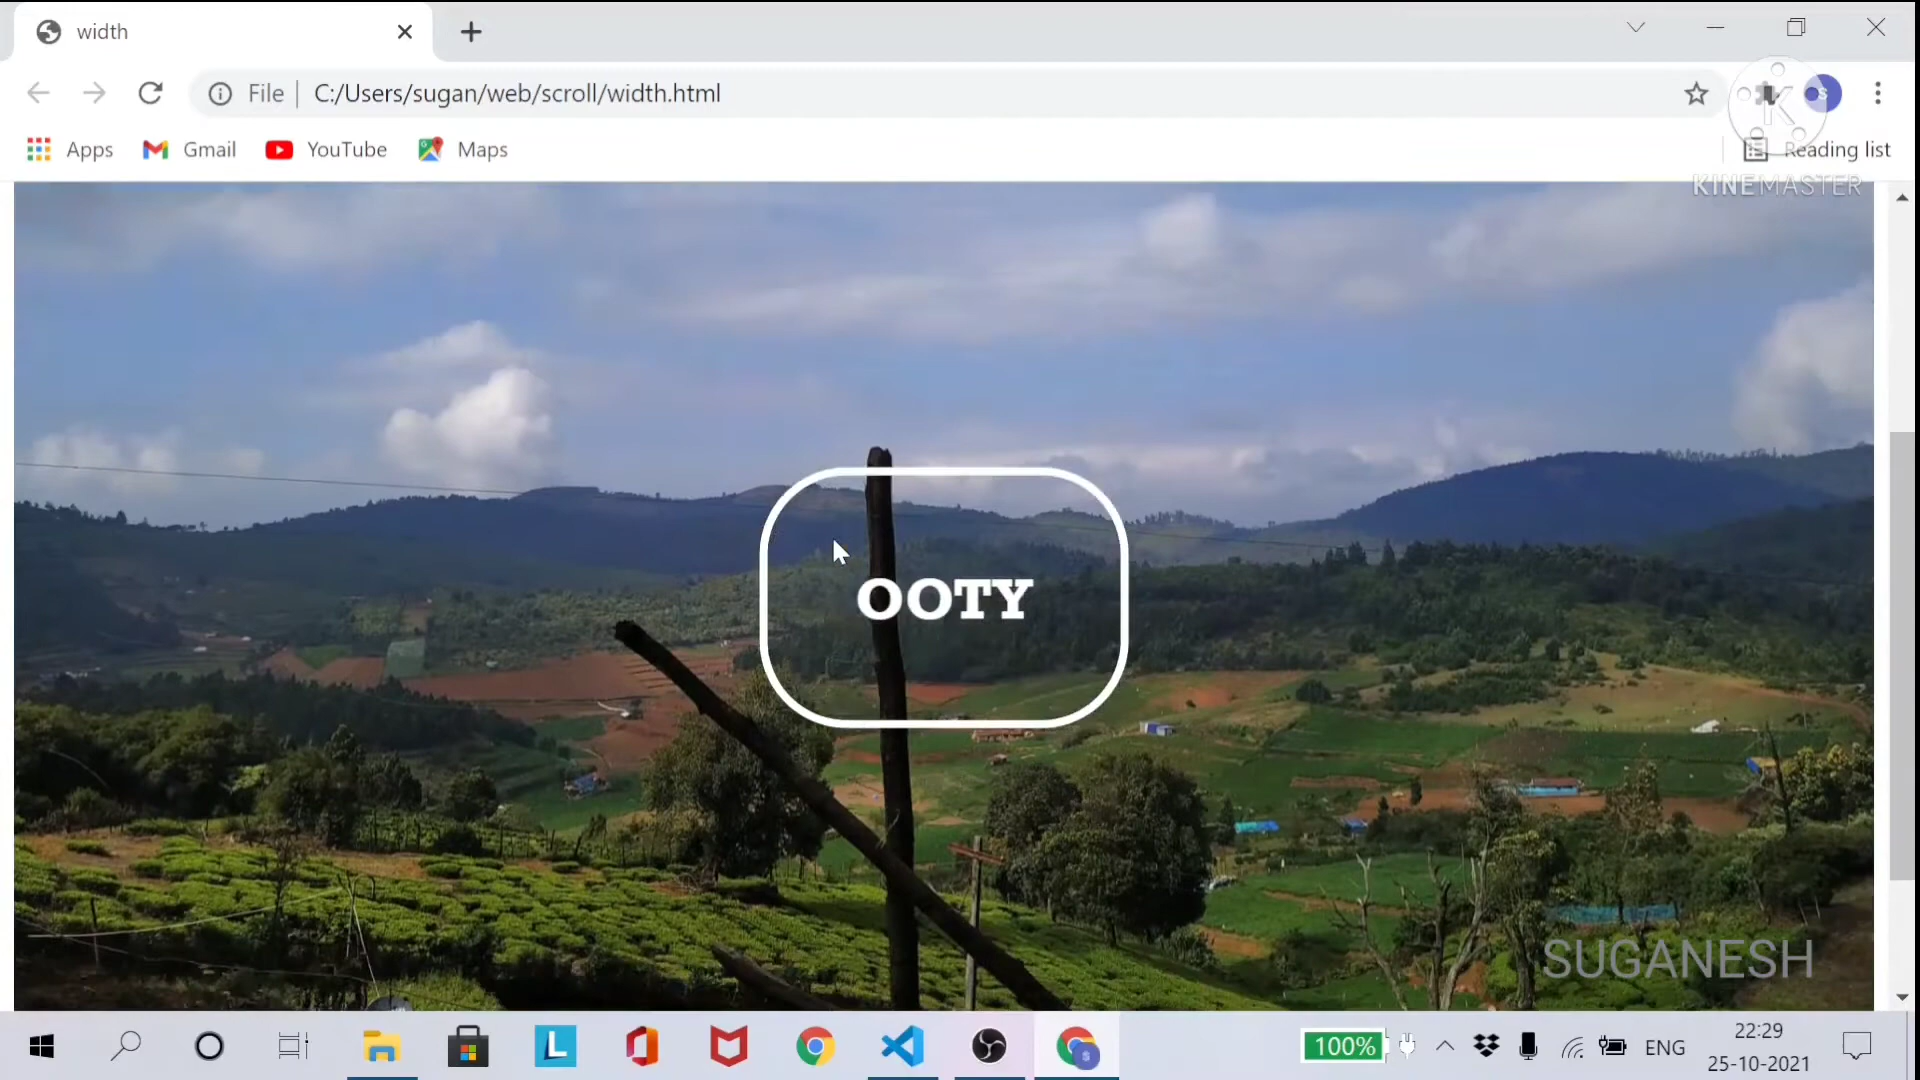 width
File
C:/Users/sugan/web/scroll/width.html
Apps
Gmail
YouTube
Maps
Reading list
KINEMASTER
OOTY
SUGANESH
100%
ENG
22:29
25-10-2021